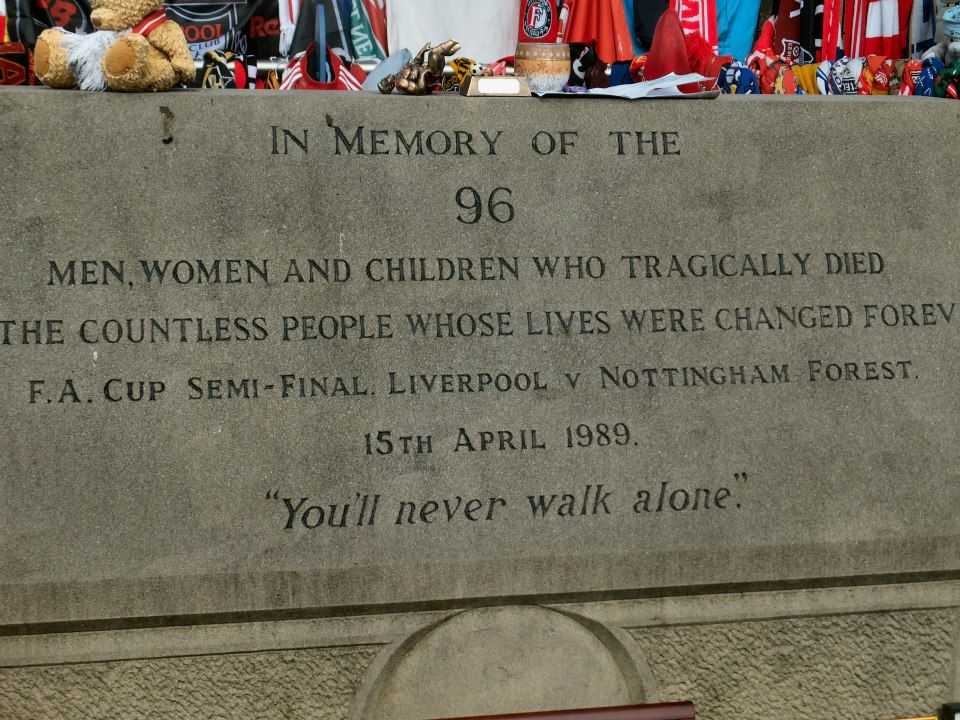 IN MEMORY OF THE
96
MEN, WOMEN AND CHILDREN WHO TRAGICALLY DIED
THE COUNTLESS PEOPLE WHOSE LIVES WERE CHANGED FOREV
F.A. CUP SEMI-FINAL. LIVERPOOL V NOTTINGHAM FOREST.
15TH APRIL 1989.
"You'll never walk alone".